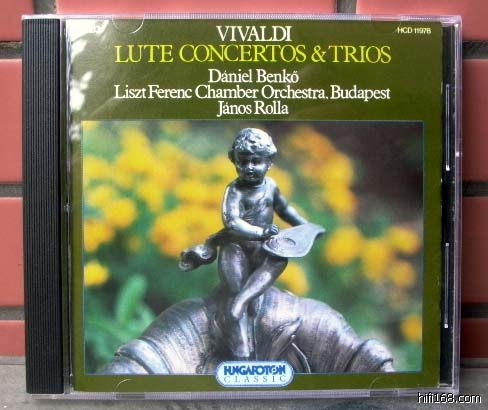 VIVALDI
HCD 11978
LUTE CONCERTOS & TRIOS
Dániel Benkő
Liszt Ferenc Chamber Orchestra, Budapest
János Rolla
HUNGAROTON
CLASSIC
hifi168.com